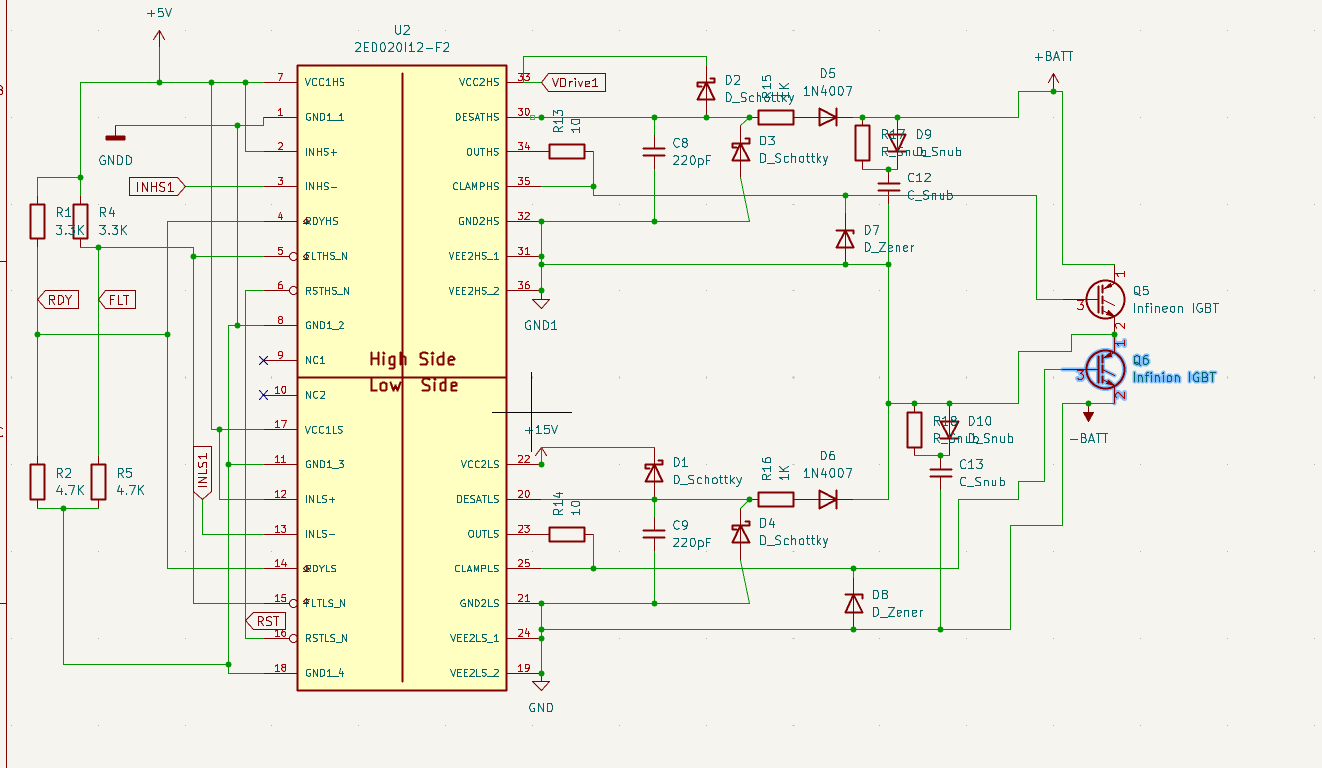 +5V
U2
2ED020I12-F2
+BATT
7
VCC1HS
VCC2HS
33
VDrive1
D2
D_Schottky
R15
1K
D5
1N4007
1
GND1_1
DESATHS
30
R13
10
GNDD
2
INHS+
OUTHS
34
C8
220pF
D3
D_Schottky
R17
R_Snub
D9
D_Snub
INHS1
3
INHS-
CLAMPHS
35
C12
C_Snub
R1
3.3K
R4
3.3K
4
RDYHS
GND2HS
32
D7
D_Zener
5
FLTHS_N
VEE2HS_1
31
RDY
FLT
6
RSTHS_N
VEE2HS_2
36
GND1
1
3
2
Q5
Infineon IGBT
8
GND1_2
9
NC1
High Side
Low Side
10
NC2
1
3
2
Q6
Infinion IGBT
-BATT
17
VCC1LS
+15V
R18
R_Snub
D10
D_Snub
INLS1
R2
4.7K
R5
4.7K
11
GND1_3
VCC2LS
22
D1
D_Schottky
R16
1K
D6
1N4007
C13
C_Snub
12
INLS+
DESATLS
20
R14
10
13
INLS-
OUTLS
23
C9
220pF
D4
D_Schottky
14
RDYLS
CLAMPLS
25
15
FLTLS_N
GND2LS
21
D8
D_Zener
RST
16
RSTLS_N
VEE2LS_1
24
18
GND1_4
VEE2LS_2
19
GND